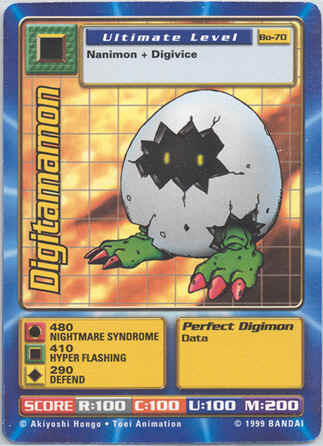 Ultimate Level
Bo-70
Nanimon + Digivice
Digitamamon
480
NIGHTMARE SYNDROME
410
HYPER FLASHING
290
DEFEND
Perfect Digimon
Data
SCORE R:100 C:100 U:100 M:200
© Akiyoshi Hongo • Toei Animation © 1999 BANDAI